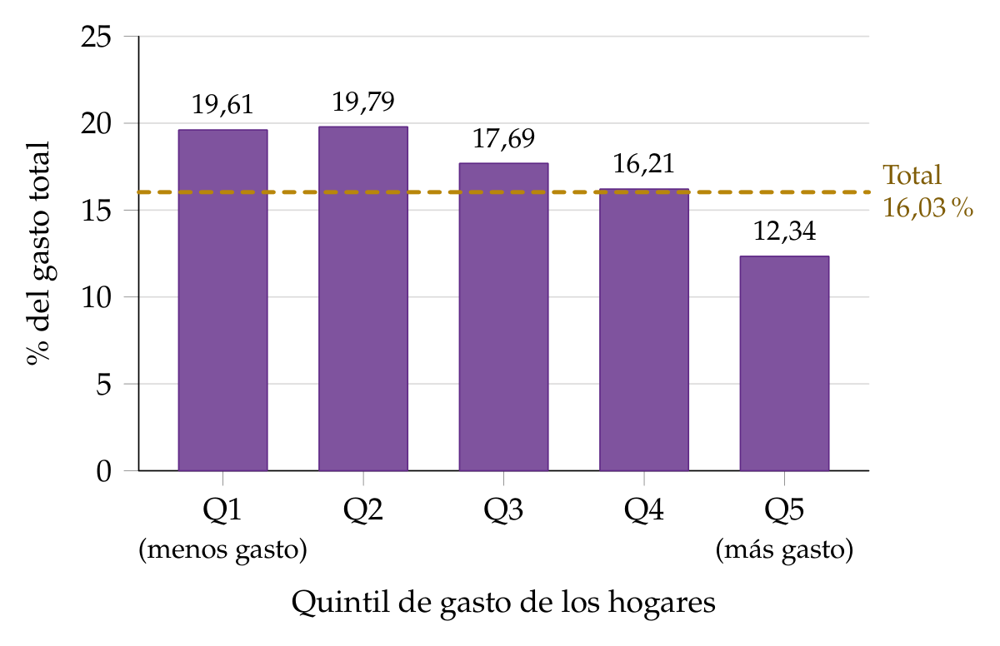 % del gasto total
25
20
15
10
5
0
19,61
19,79
17,69
16,21
12,34
Total
16,03 %
Q1
Q2
Q3
Q4
Q5
(menos gasto)
(más gasto)
Quintil de gasto de los hogares